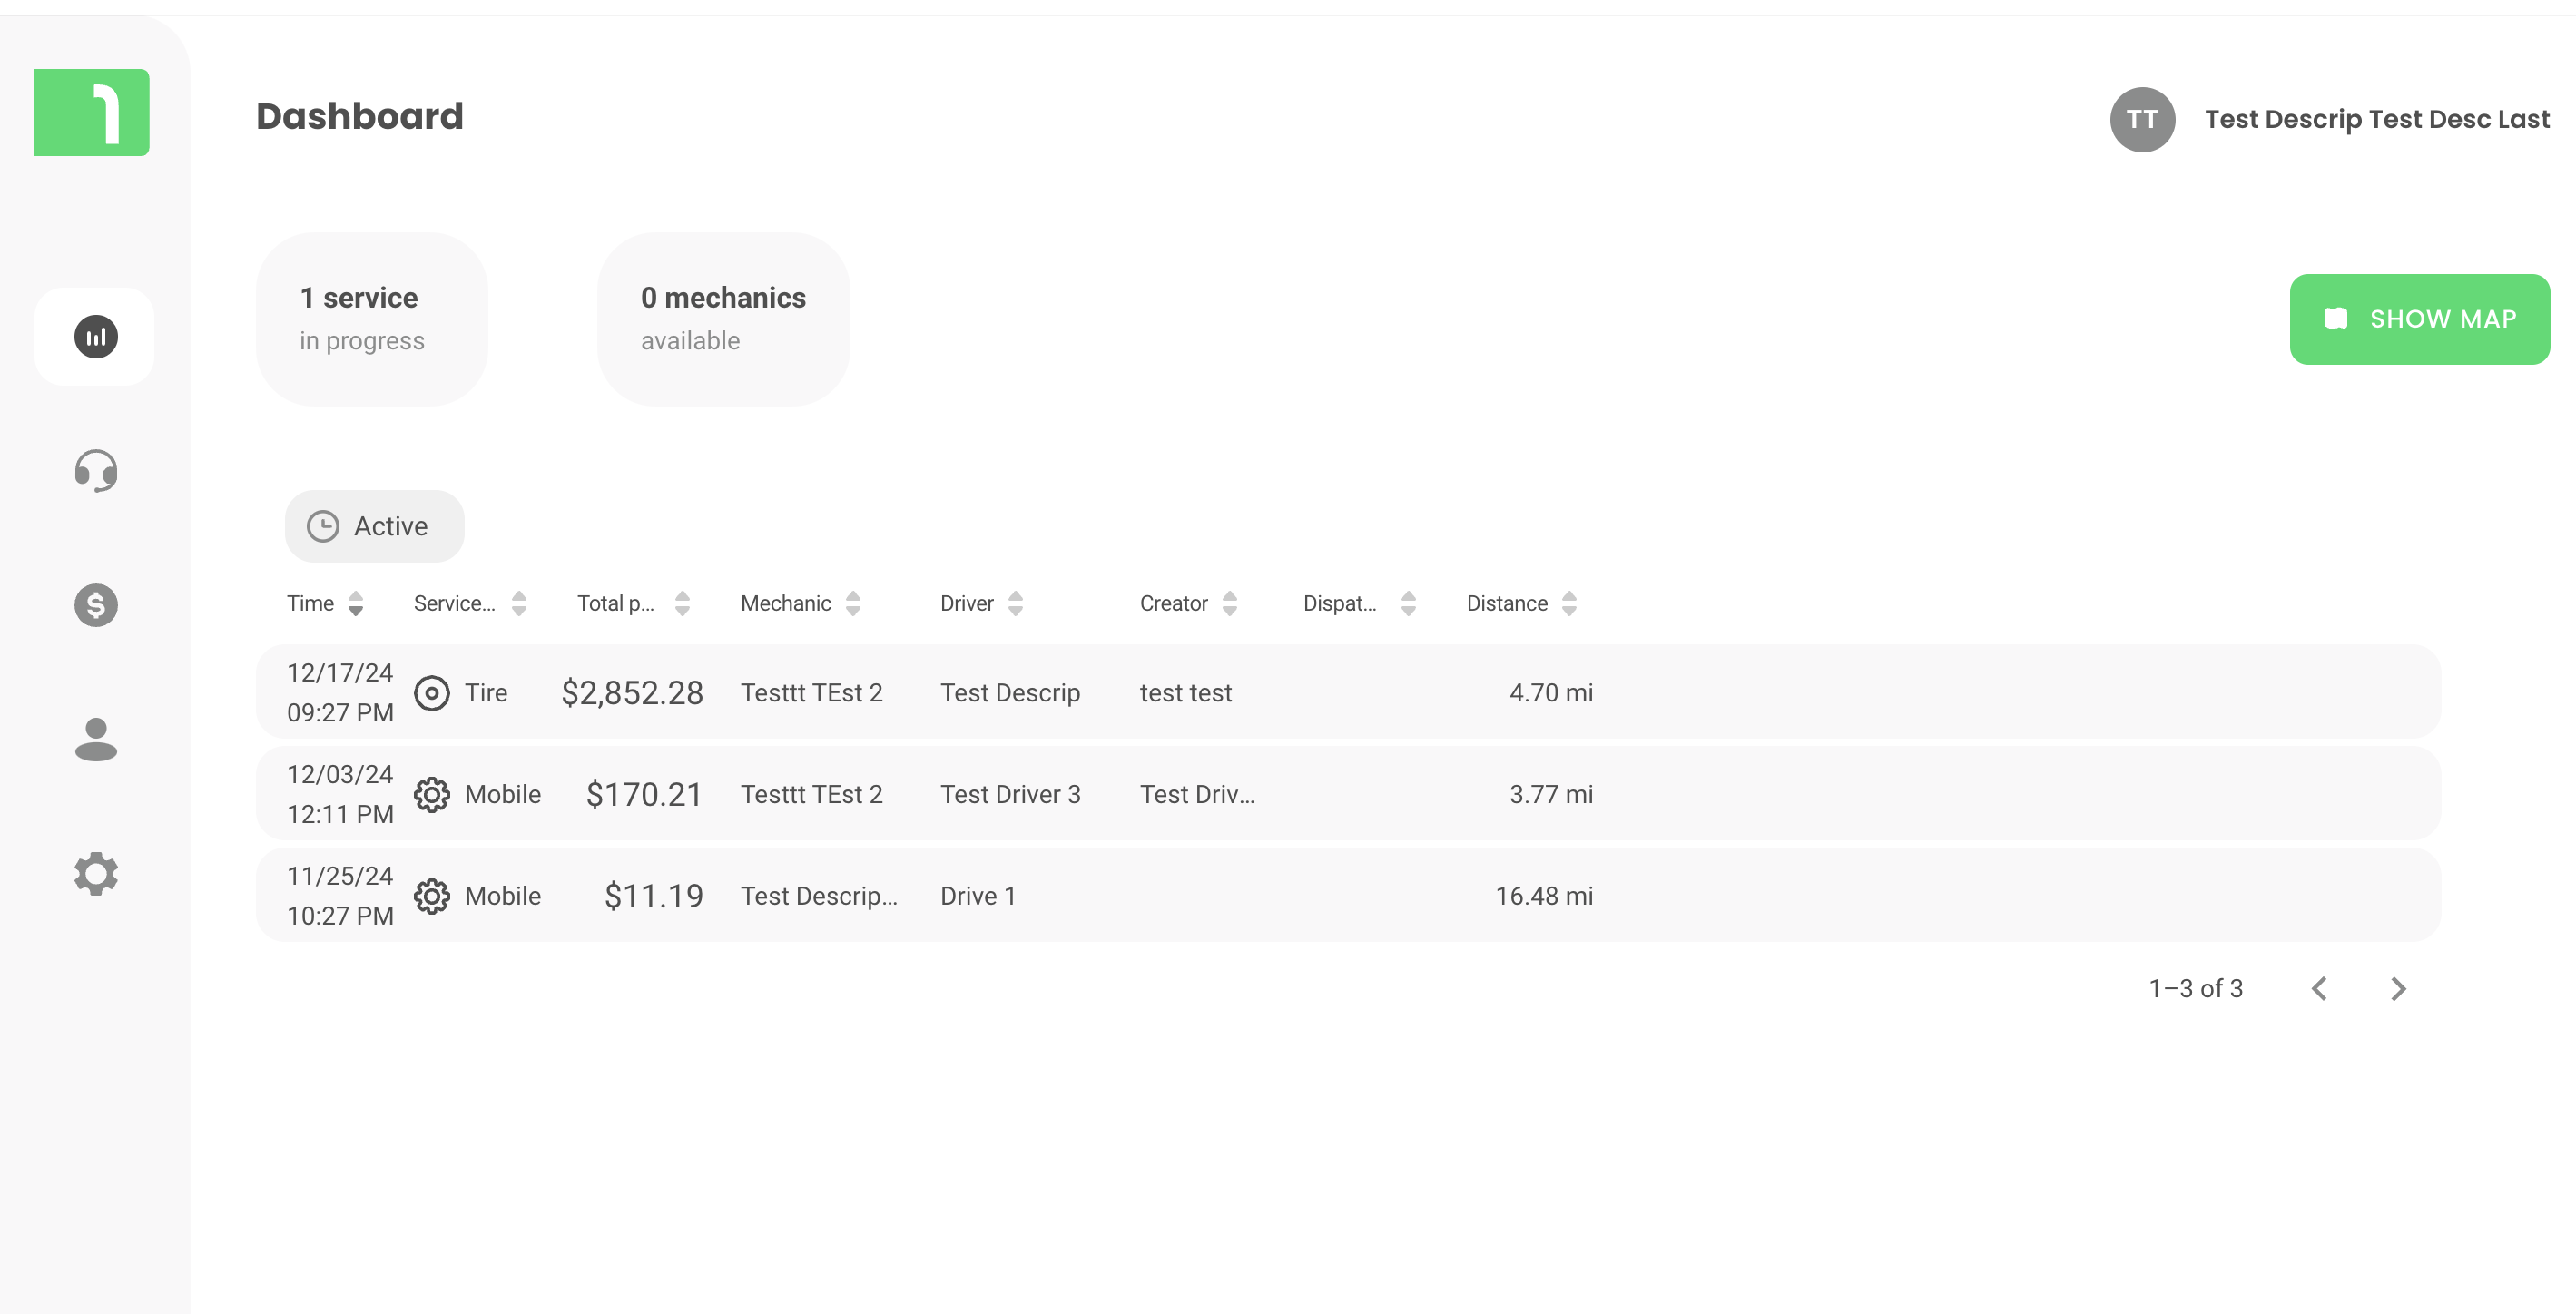 1
Dashboard
TT Test Descrip Test Desc Last
1 service
in progress
0 mechanics
available
SHOW MAP
Active
Time Service... Total p... Mechanic Driver Creator Dispat... Distance
12/17/24
09:27 PM
Tire $2,852.28 Testtt TEst 2 Test Descrip test test 4.70 mi
12/03/24
12:11 PM
Mobile $170.21 Testtt TEst 2 Test Driver 3 Test Driv... 3.77 mi
11/25/24
10:27 PM
Mobile $11.19 Test Descrip... Drive 1 16.48 mi
1–3 of 3